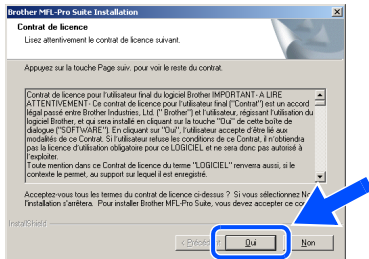 Brother MFL-Pro Suite Installation
Contrat de licence
Lisez attentivement le contrat de licence suivant.
Appuyez sur la touche Page suiv. pour voir le reste du contrat.
Contrat de licence pour l'utilisateur final du logiciel Brother IMPORTANT- A LIRE
ATTENTIVEMENT- Ce contrat de licence pour l'utilisateur final ("Contrat") est un accord
légal passé entre Brother Industries, Ltd. (" Brother") et l'utilisateur, régissant l'utilisation du
logiciel Brother, et qui sera installé en cliquant sur la touche "Oui" de cette boîte de
dialogue ("SOFTWARE"). En cliquant sur "Oui", l'utilisateur accepte d'être lié aux
modalités de ce Contrat. Si l'utilisateur refuse les conditions de ce Contrat, il n'obtiendra
pas la licence d'utilisation obligatoire pour ce LOGICIEL et ne sera donc pas autorisé à
l'exploiter.
Toute mention dans ce Contrat de licence du terme "LOGICIEL" renverra aussi, si le
contexte le permet, au support sur lequel il est enregistré.
Acceptez-vous tous les termes du contrat de licence ci-dessus ? Si vous sélectionnez No
l'installation s'arrêtera. Pour installer Brother MFL-Pro Suite, vous devez accepter ce con
InstallShield
< Précédent
Oui
Non